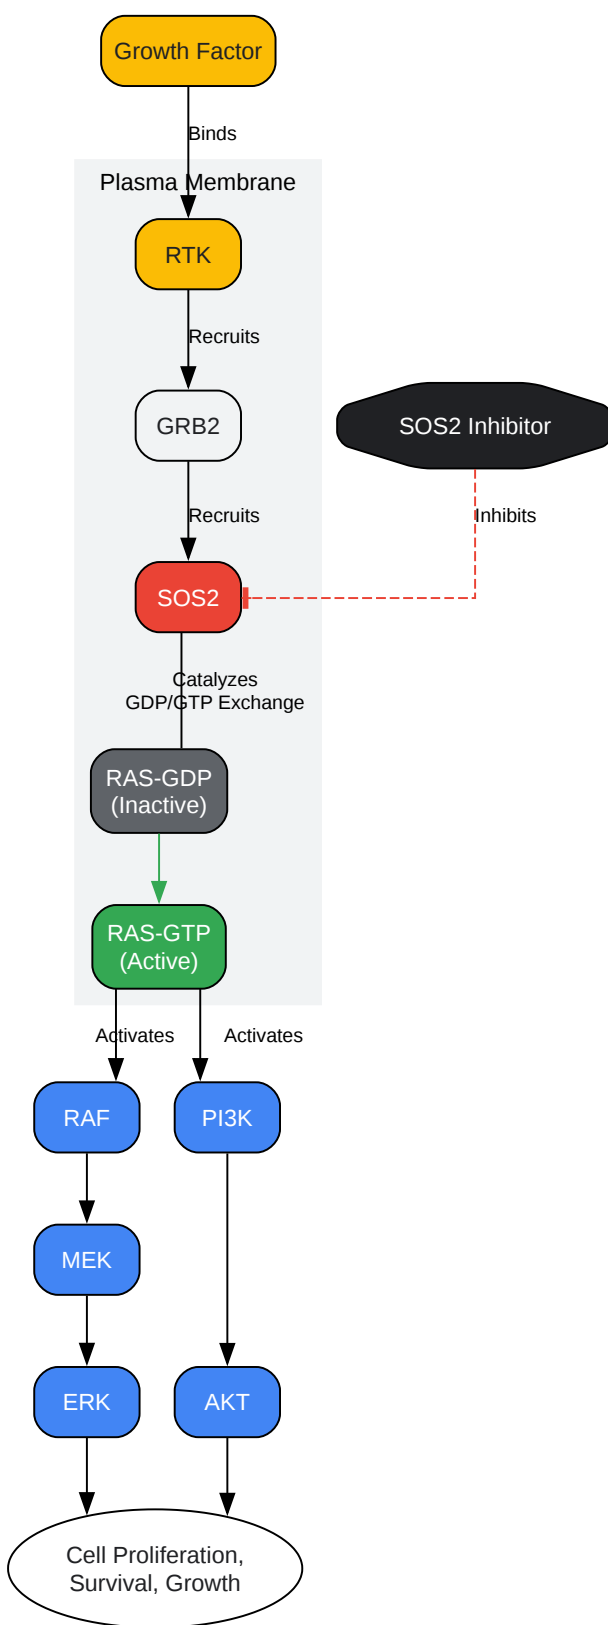 Growth Factor
Binds
Plasma Membrane
RTK
Recruits
GRB2
SOS2 Inhibitor
Recruits
Inhibits
SOS2
Catalyzes
GDP/GTP Exchange
RAS-GDP
(Inactive)
RAS-GTP
(Active)
Activates
Activates
RAF
PI3K
MEK
ERK
AKT
Cell Proliferation,
Survival, Growth